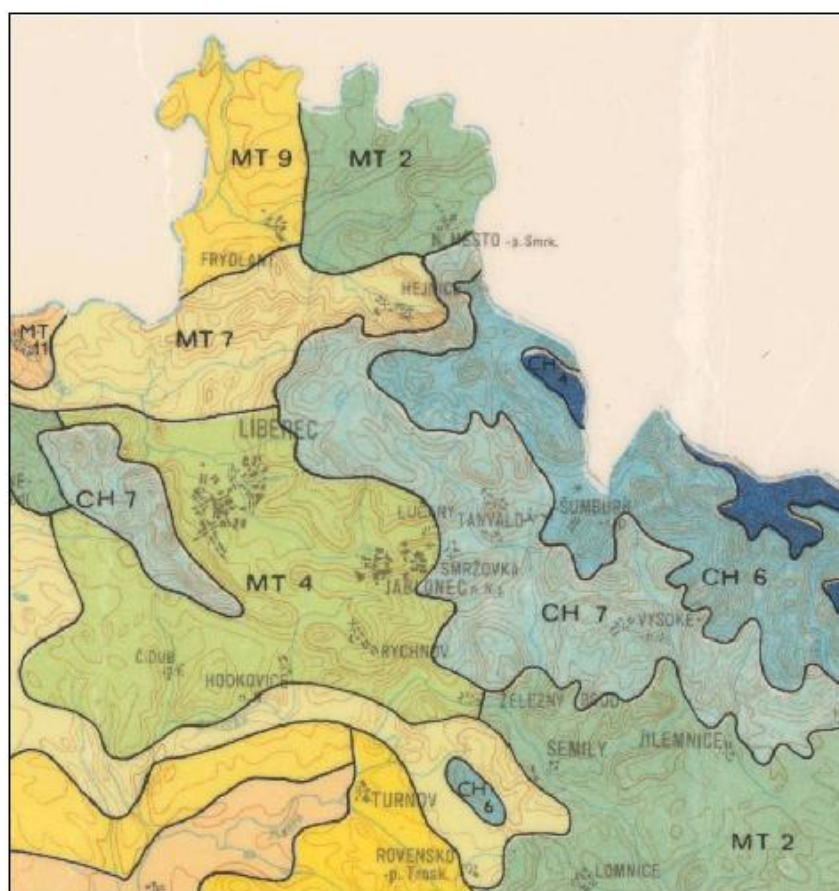 MT 9
MT 2
N. MĚSTO -p. Smrk.
FRÝDLANT
HEJNICE
MT
11
MT 7
CH
4
LIBEREC
CH 7
LUČANY
TANVALD
ŠUMBURK
SMRŽOVKA
JABLONEC n.N.
MT 4
CH 6
CH 7
VYSOKÉ
RYCHNOV
Č.DUB
HODKOVICE
ŽELEZNÝ BROD
SEMILY
JILEMNICE
CH
6
TURNOV
MT 2
ROVENSKO
-p. Trosk.
LOMNICE